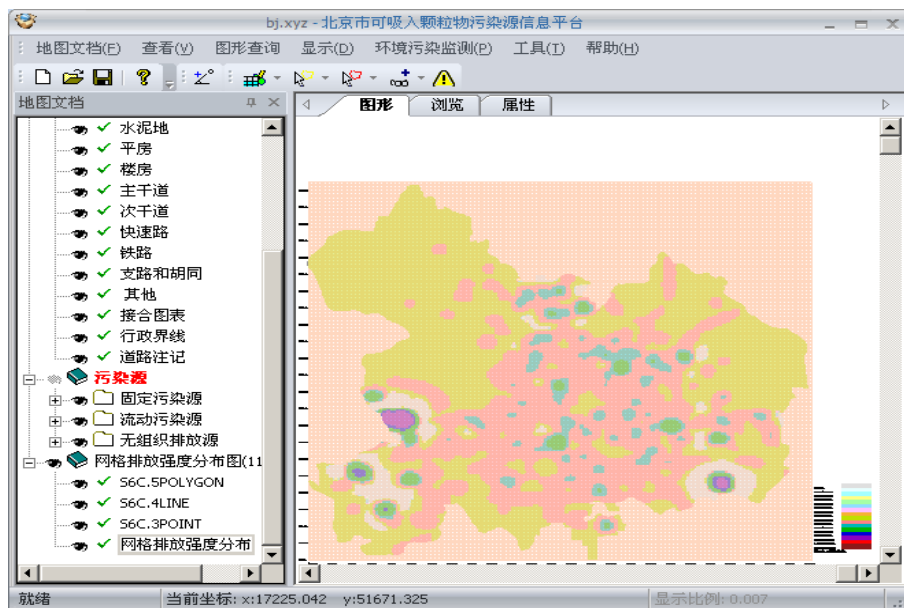 bj.xyz - 北京市可吸入颗粒物污染源信息平台
地图文档(F) 查看(V) 图形查询 显示(D) 环境污染监测(P) 工具(T) 帮助(H)
地图文档
图形 浏览 属性
水泥地
平房
楼房
主干道
次干道
快速路
铁路
支路和胡同
其他
接合图表
行政界线
道路注记
污染源
固定污染源
流动污染源
无组织排放源
网格排放强度分布图(11
S6C.5POLYGON
S6C.4LINE
S6C.3POINT
网格排放强度分布
就绪 当前坐标: x:17225.042 y:51671.325 显示比例: 0.007